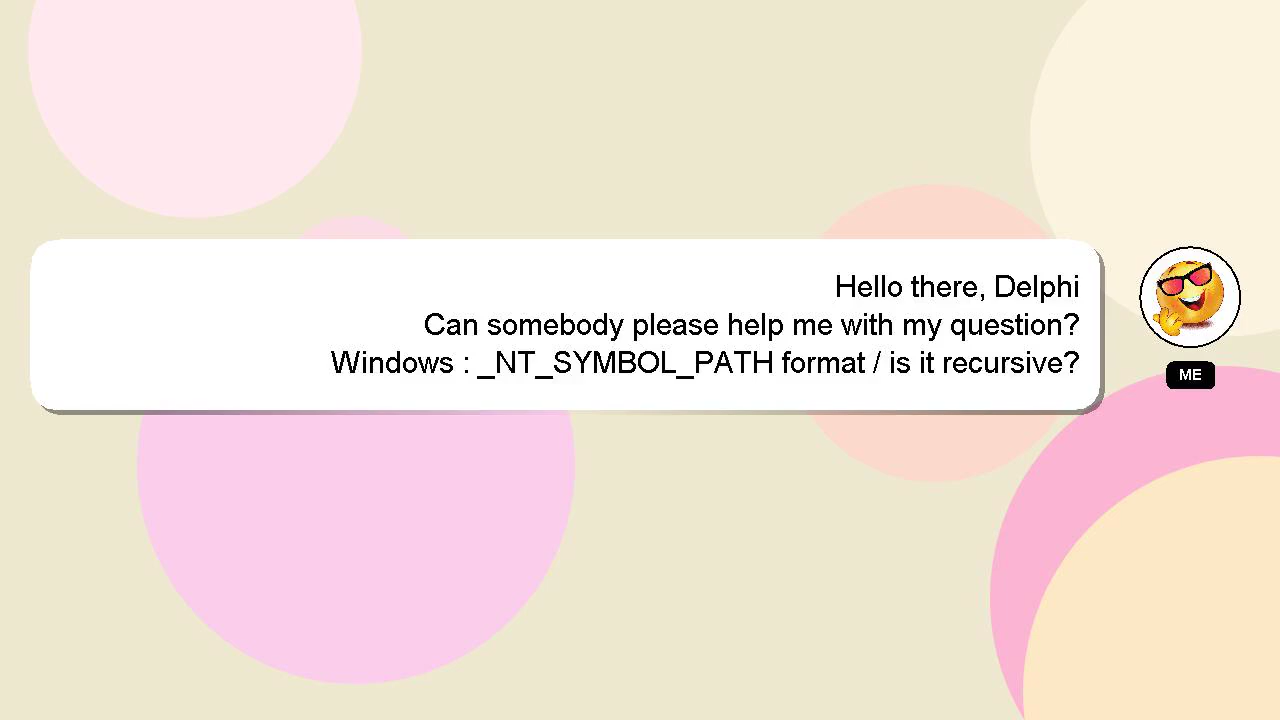 Hello there, Delphi
Can somebody please help me with my question?
Windows : _NT_SYMBOL_PATH format / is it recursive?
ME